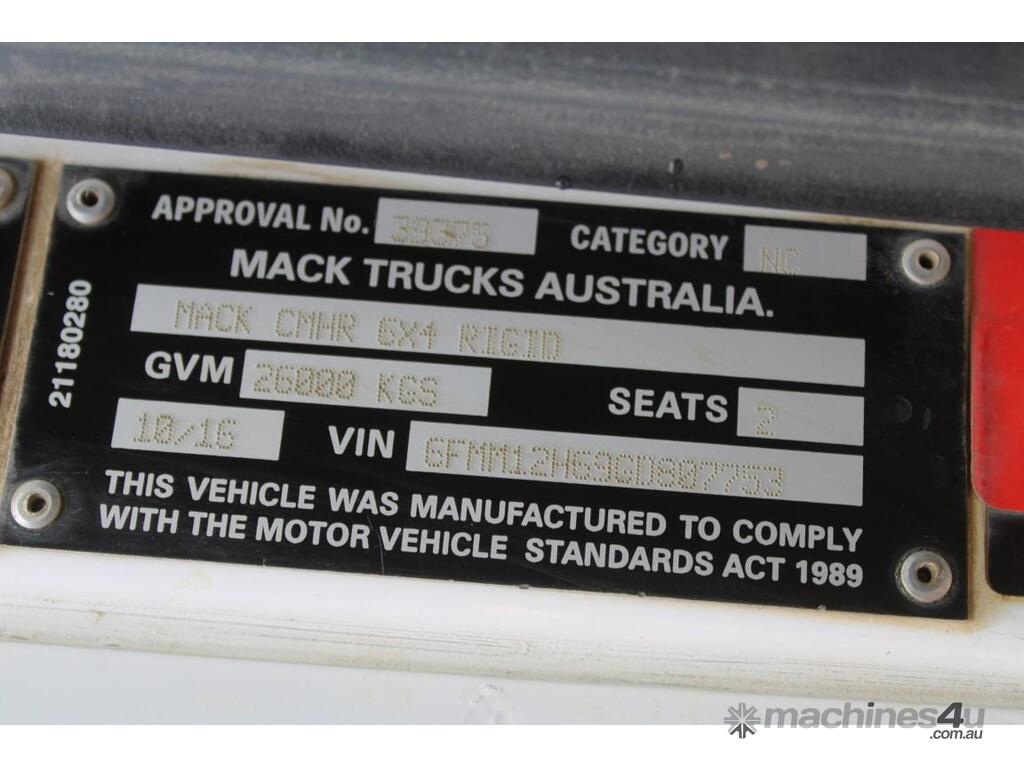 APPROVAL No. 39375 CATEGORY NC
MACK TRUCKS AUSTRALIA.
MACK CMHR 6X4 RIGID
GVM 26000 KGS SEATS 2
10/16 VIN 6FMM12H63GD807753
THIS VEHICLE WAS MANUFACTURED TO COMPLY
WITH THE MOTOR VEHICLE STANDARDS ACT 1989
21180280
machines4u
.com.au